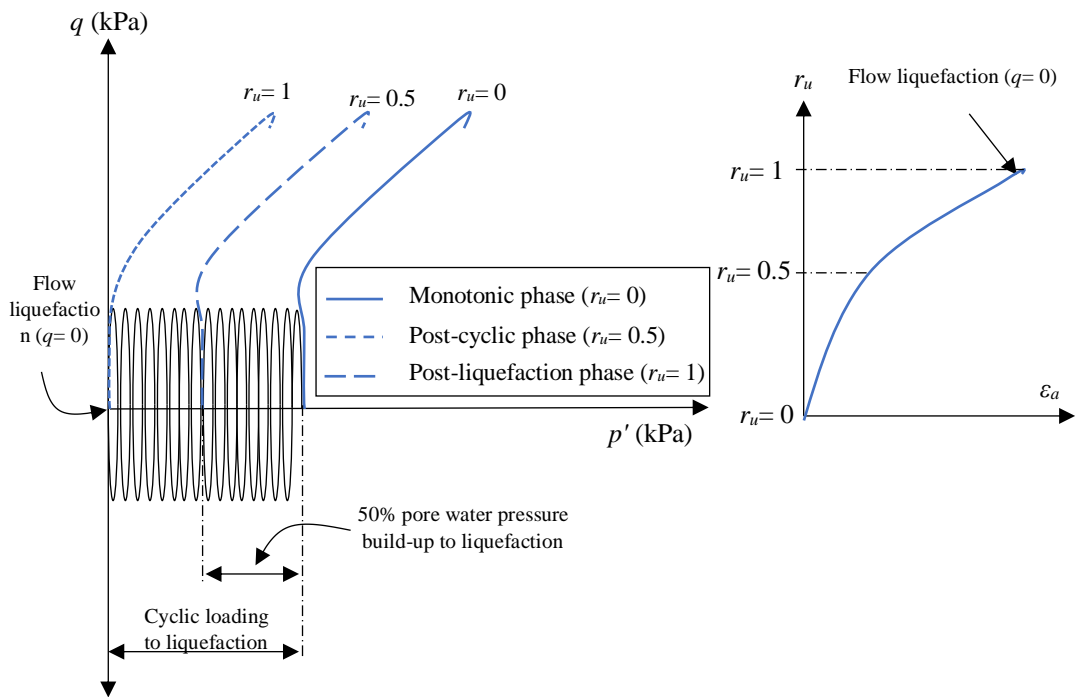 q (kPa)
r_u= 1
r_u= 0.5
r_u= 0
Flow
liquefactio
n (q= 0)
Monotonic phase (r_u= 0)
Post-cyclic phase (r_u= 0.5)
Post-liquefaction phase (r_u= 1)
p′ (kPa)
50% pore water pressure
build-up to liquefaction
Cyclic loading
to liquefaction
Flow liquefaction (q= 0)
r_u
r_u= 1
r_u= 0.5
r_u= 0
ε_a